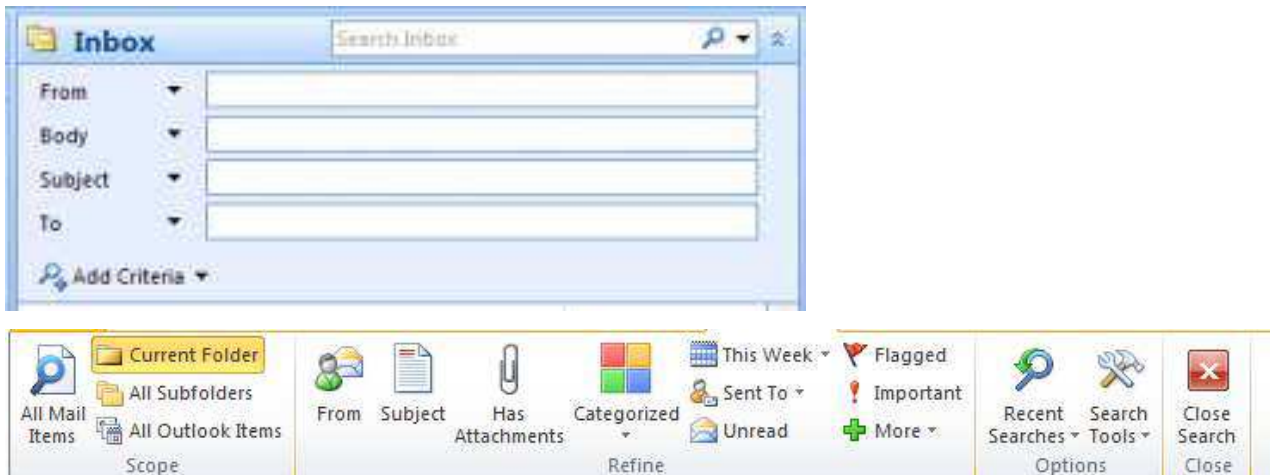 Inbox Search Inbox
From
Body
Subject
To
Add Criteria
Current Folder This Week Flagged
All Subfolders Sent To Important
All Mail Items All Outlook Items From Subject Has Attachments Categorized Unread More Recent Searches Search Tools Close Search
Scope Refine Options Close